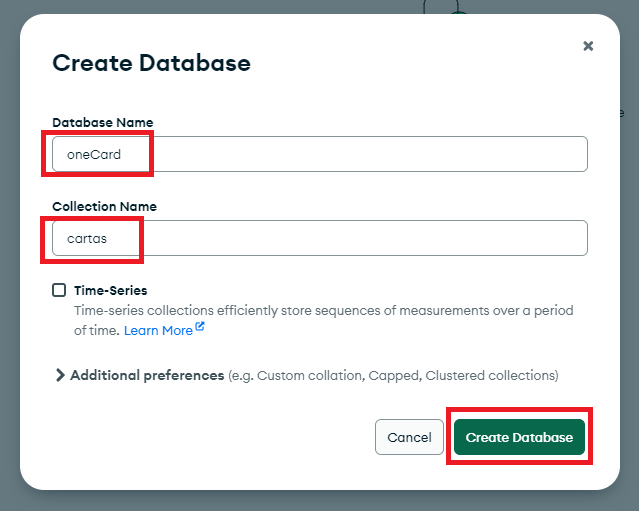 Create Database
Database Name
oneCard
Collection Name
cartas
Time-Series
Time-series collections efficiently store sequences of measurements over a period
of time. Learn More
Additional preferences (e.g. Custom collation, Capped, Clustered collections)
Cancel
Create Database